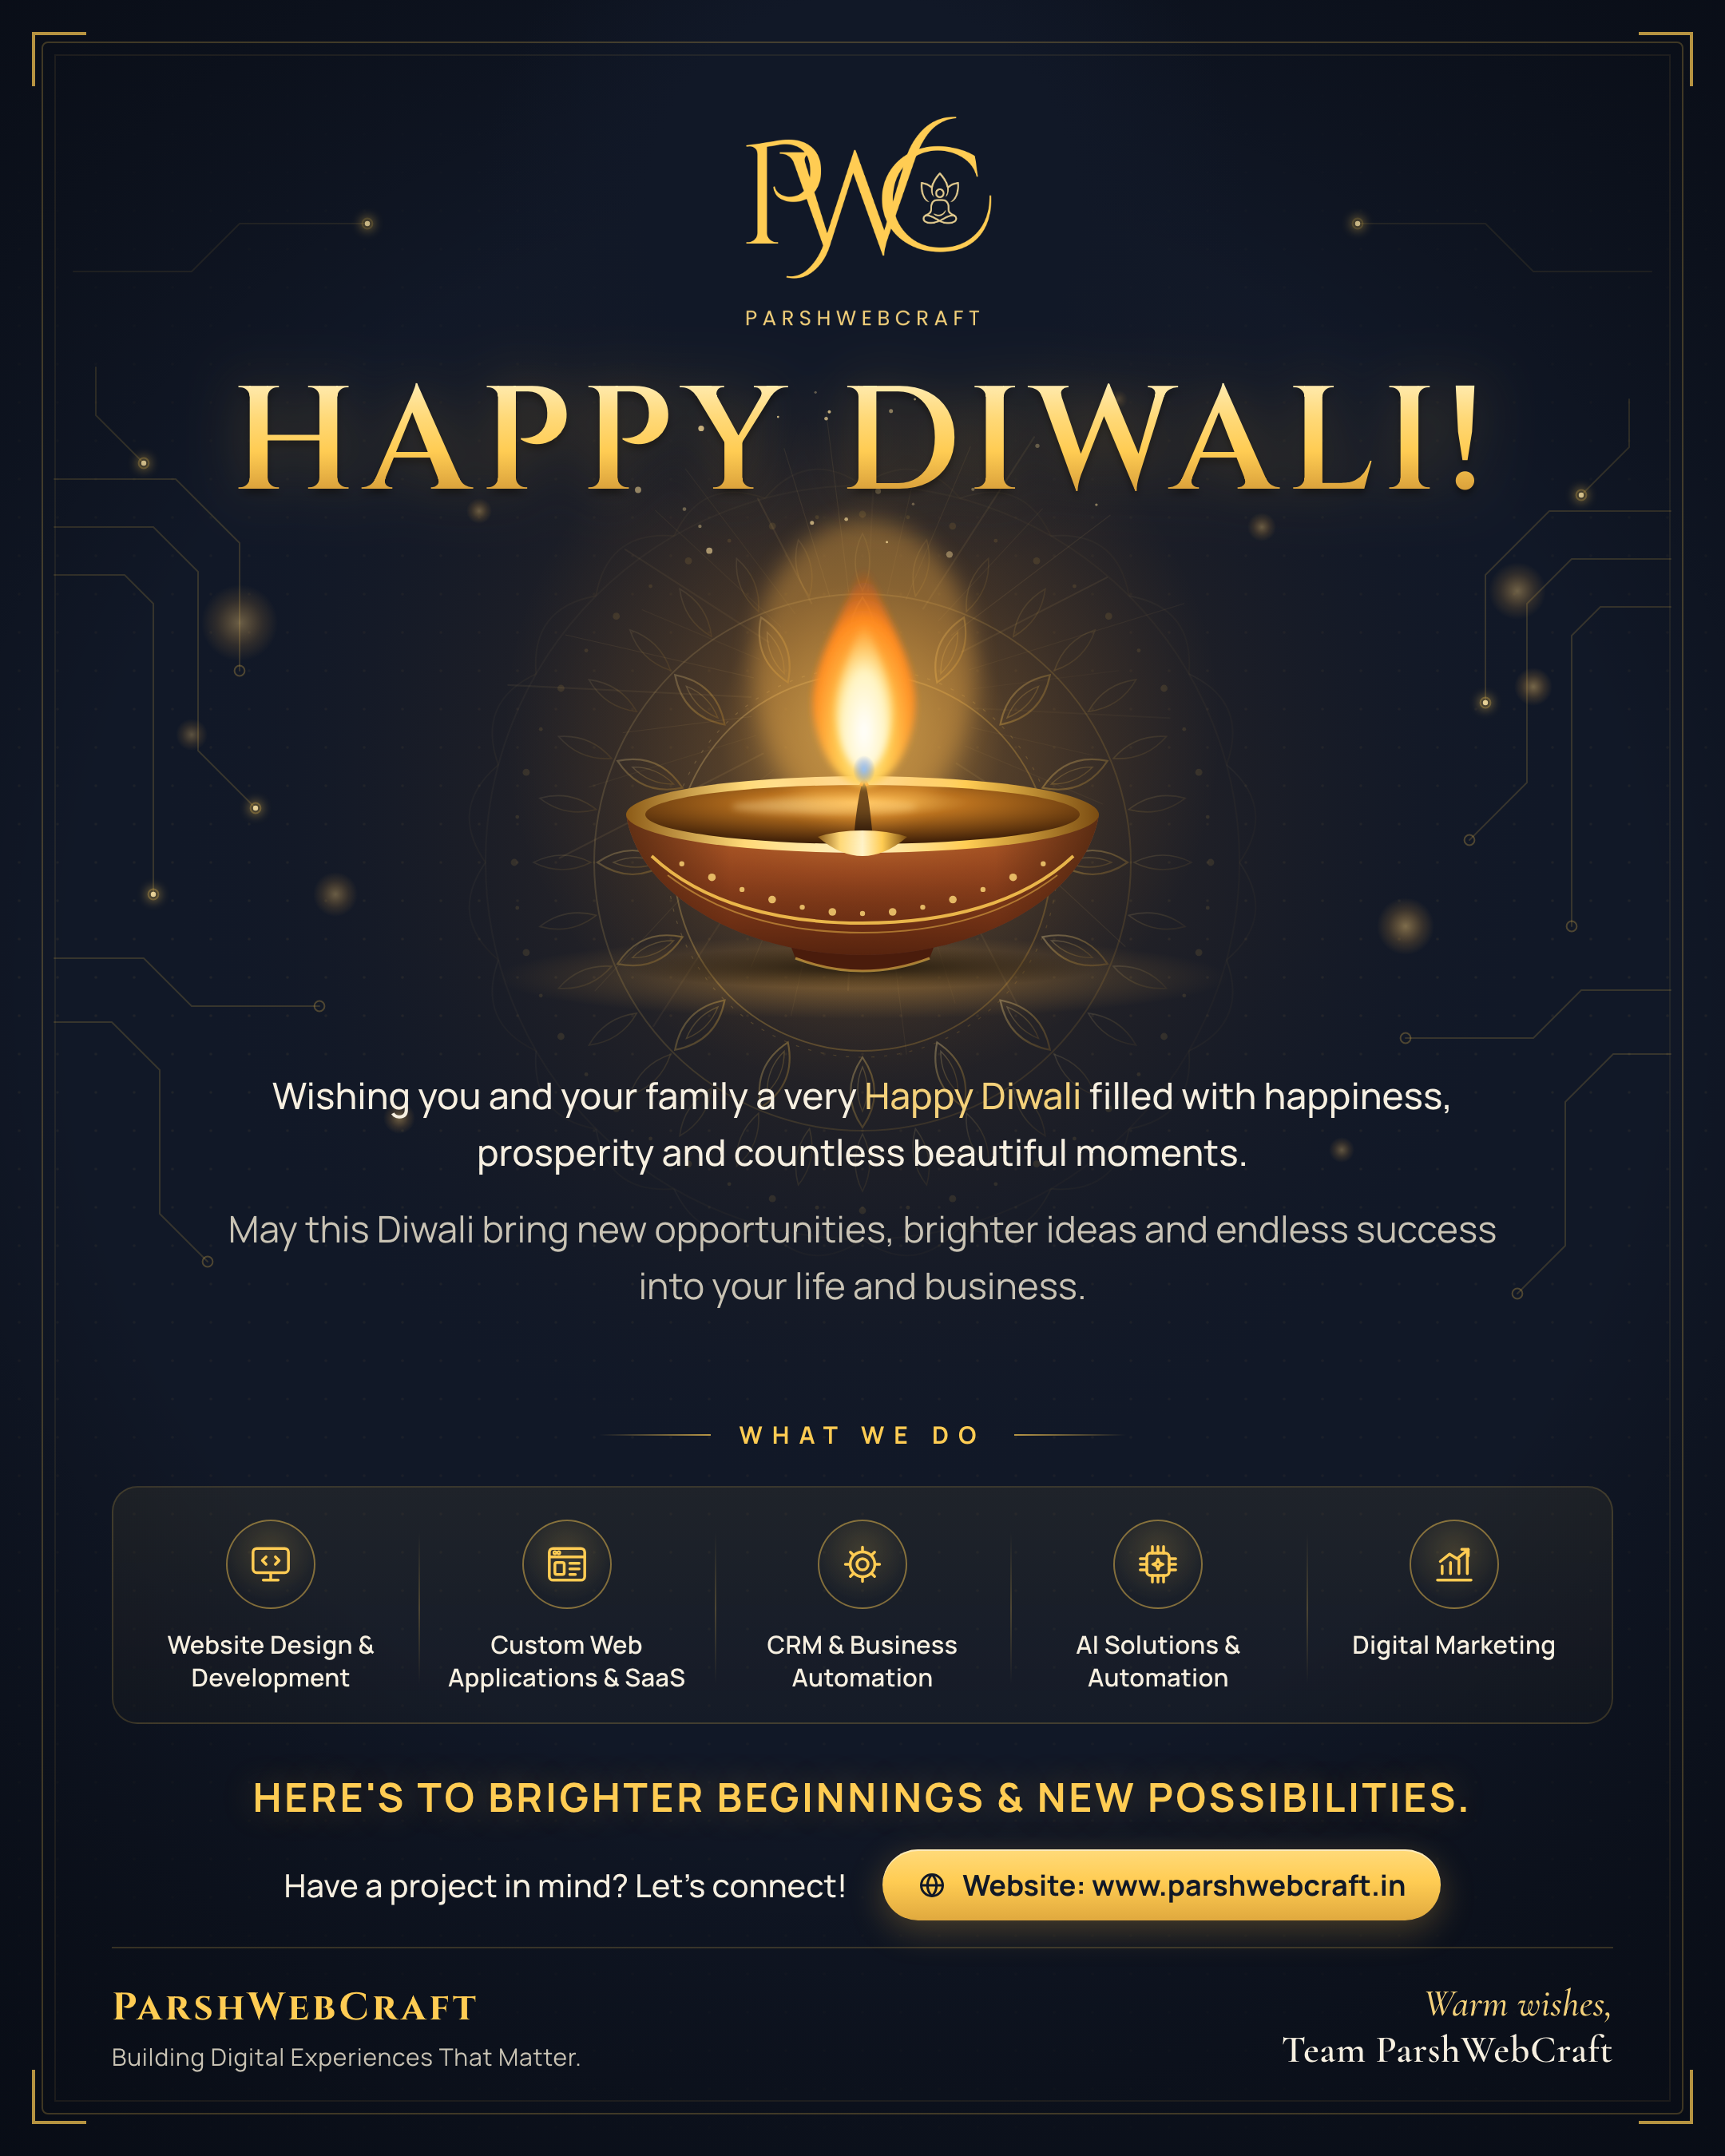 PWC
PARSHWEBCRAFT
HAPPY DIWALI!
Wishing you and your family a very Happy Diwali filled with happiness,
prosperity and countless beautiful moments.
May this Diwali bring new opportunities, brighter ideas and endless success
into your life and business.
WHAT WE DO
Website Design &
Development
Custom Web
Applications & SaaS
CRM & Business
Automation
AI Solutions &
Automation
Digital Marketing
HERE'S TO BRIGHTER BEGINNINGS & NEW POSSIBILITIES.
Have a project in mind? Let's connect!
Website: www.parshwebcraft.in
PARSHWEBCRAFT
Building Digital Experiences That Matter.
Warm wishes,
Team ParshWebCraft